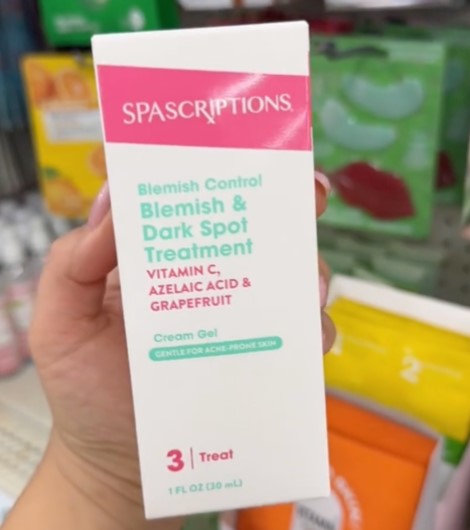 SPASCRIPTIONS
Blemish Control
Blemish &
Dark Spot
Treatment
VITAMIN C,
AZELAIC ACID &
GRAPEFRUIT
Cream Gel
GENTLE FOR ACNE-PRONE SKIN
3 | Treat
1 FL OZ (30 mL)
2